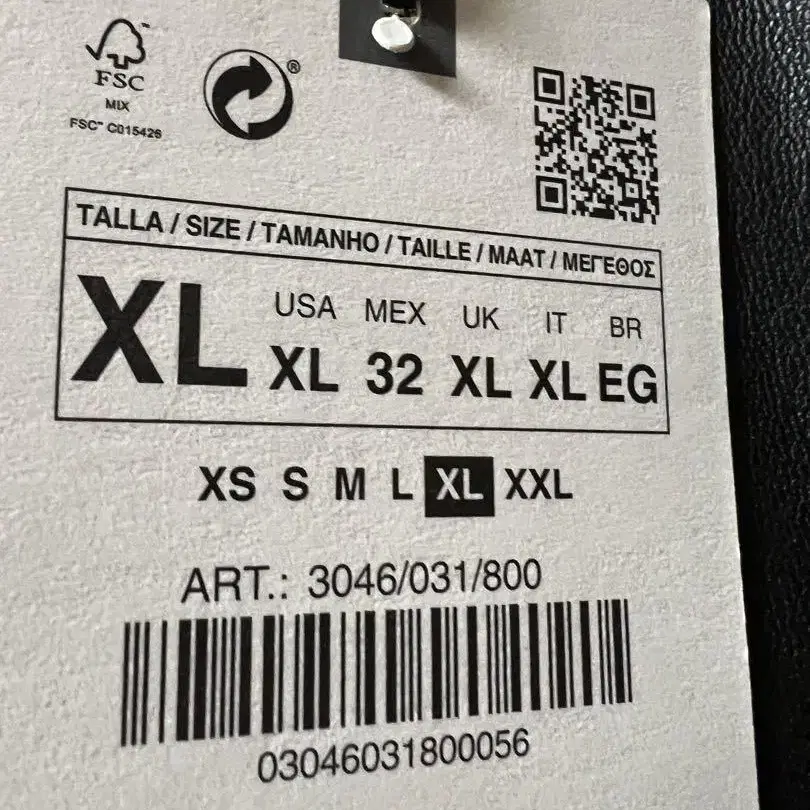 FSC
MIX
FSC™ C015426
®
TALLA / SIZE / TAMANHO / TAILLE / MAAT / ΜΕΓΕΘΟΣ
USA MEX UK IT BR
XL XL 32 XL XL EG
XS S M L XL XXL
ART.: 3046/031/800
03046031800056